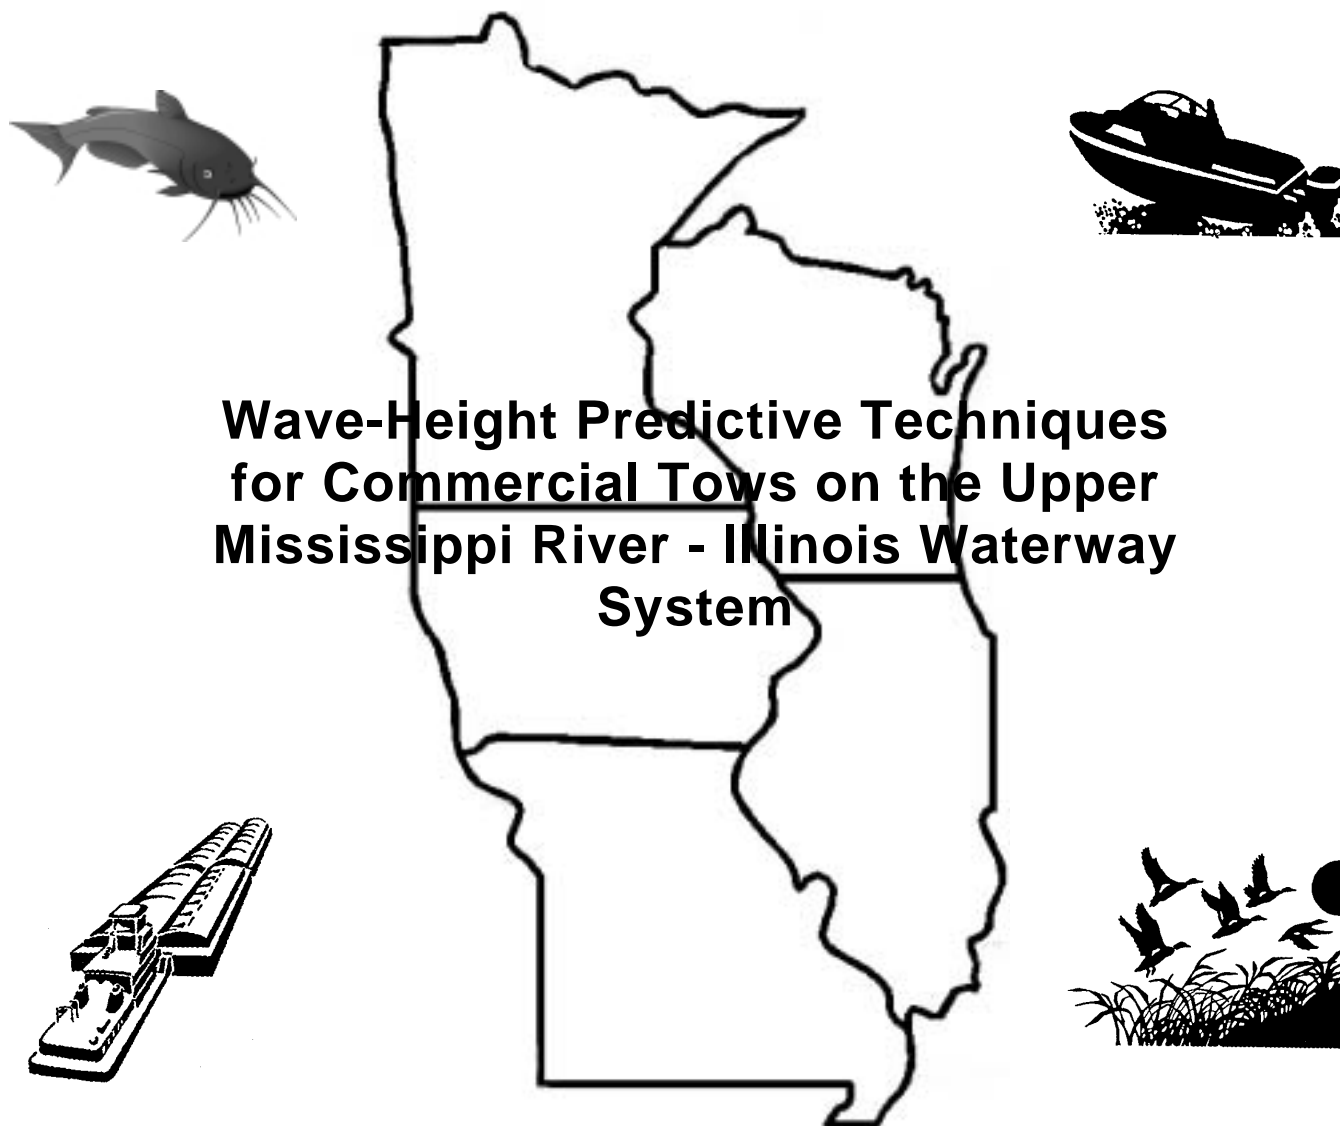 Wave-Height Predictive Techniques
for Commercial Tows on the Upper
Mississippi River - Illinois Waterway
System